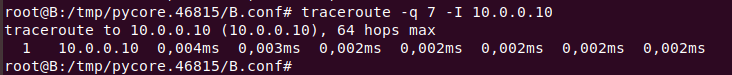 root@B:/tmp/pycore.46815/B.conf# traceroute -q 7 -I 10.0.0.10
traceroute to 10.0.0.10 (10.0.0.10), 64 hops max
1 10.0.0.10 0,004ms 0,003ms 0,002ms 0,002ms 0,002ms 0,002ms 0,002ms
root@B:/tmp/pycore.46815/B.conf#